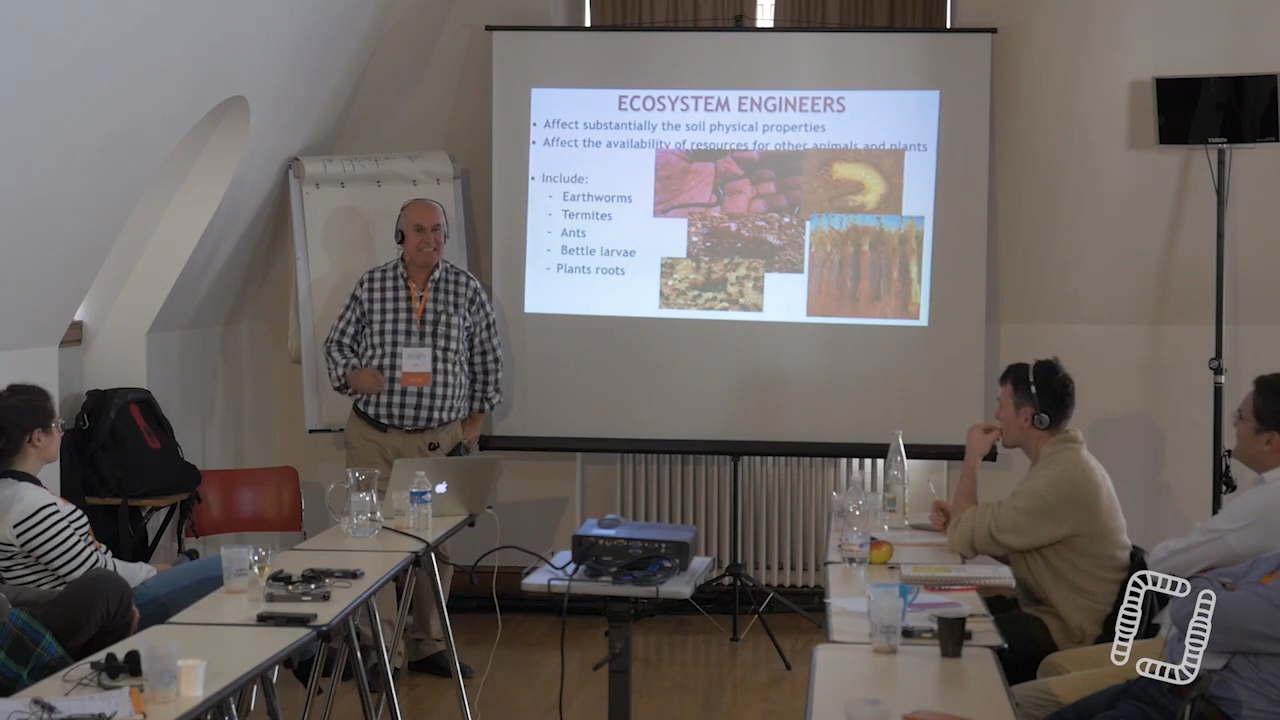 ECOSYSTEM ENGINEERS
• Affect substantially the soil physical properties
• Affect the availability of resources for other animals and plants
• Include:
- Earthworms
- Termites
- Ants
- Bettle larvae
- Plants roots